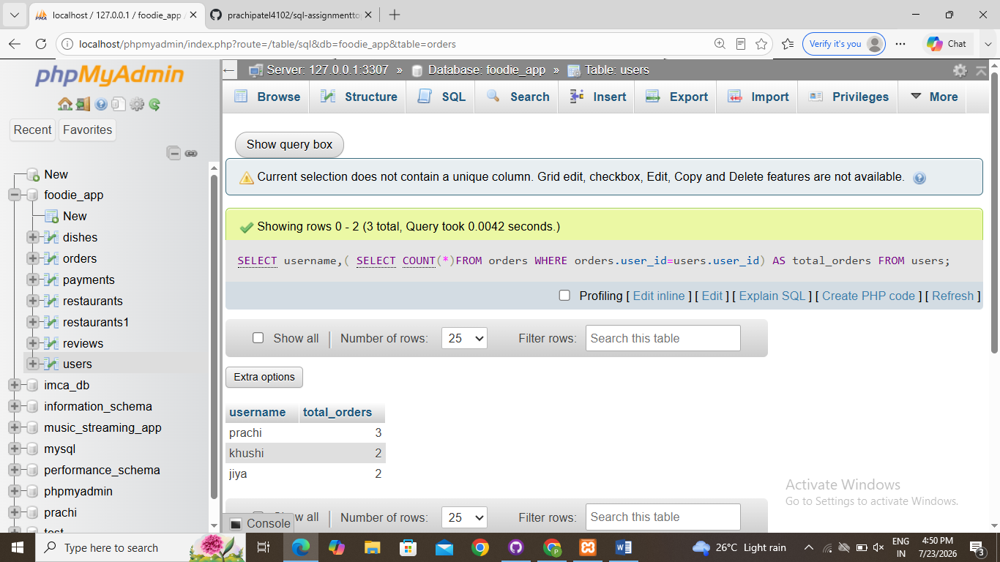 localhost / 127.0.0.1 / foodie_app
prachipatel4102/sql-assignmentto
localhost/phpmyadmin/index.php?route=/table/sql&db=foodie_app&table=orders
Verify it's you
Chat
phpMyAdmin
Recent
Favorites
New
foodie_app
New
dishes
orders
payments
restaurants
restaurants1
reviews
users
imca_db
information_schema
music_streaming_app
mysql
performance_schema
phpmyadmin
prachi
test
Server: 127.0.0.1:3307 » Database: foodie_app » Table: users
Browse Structure SQL Search Insert Export Import Privileges More
Show query box
Current selection does not contain a unique column. Grid edit, checkbox, Edit, Copy and Delete features are not available.
Showing rows 0 - 2 (3 total, Query took 0.0042 seconds.)
SELECT username,( SELECT COUNT(*)FROM orders WHERE orders.user_id=users.user_id) AS total_orders FROM users;
Profiling [ Edit inline ] [ Edit ] [ Explain SQL ] [ Create PHP code ] [ Refresh ]
Show all Number of rows: 25 Filter rows: Search this table
Extra options
username total_orders
prachi 3
khushi 2
jiya 2
Show all Number of rows: 25 Filter rows: Search this table
Console
Activate Windows
Go to Settings to activate Windows.
Type here to search
26°C Light rain
ENG
IN
4:50 PM
7/23/2026
3